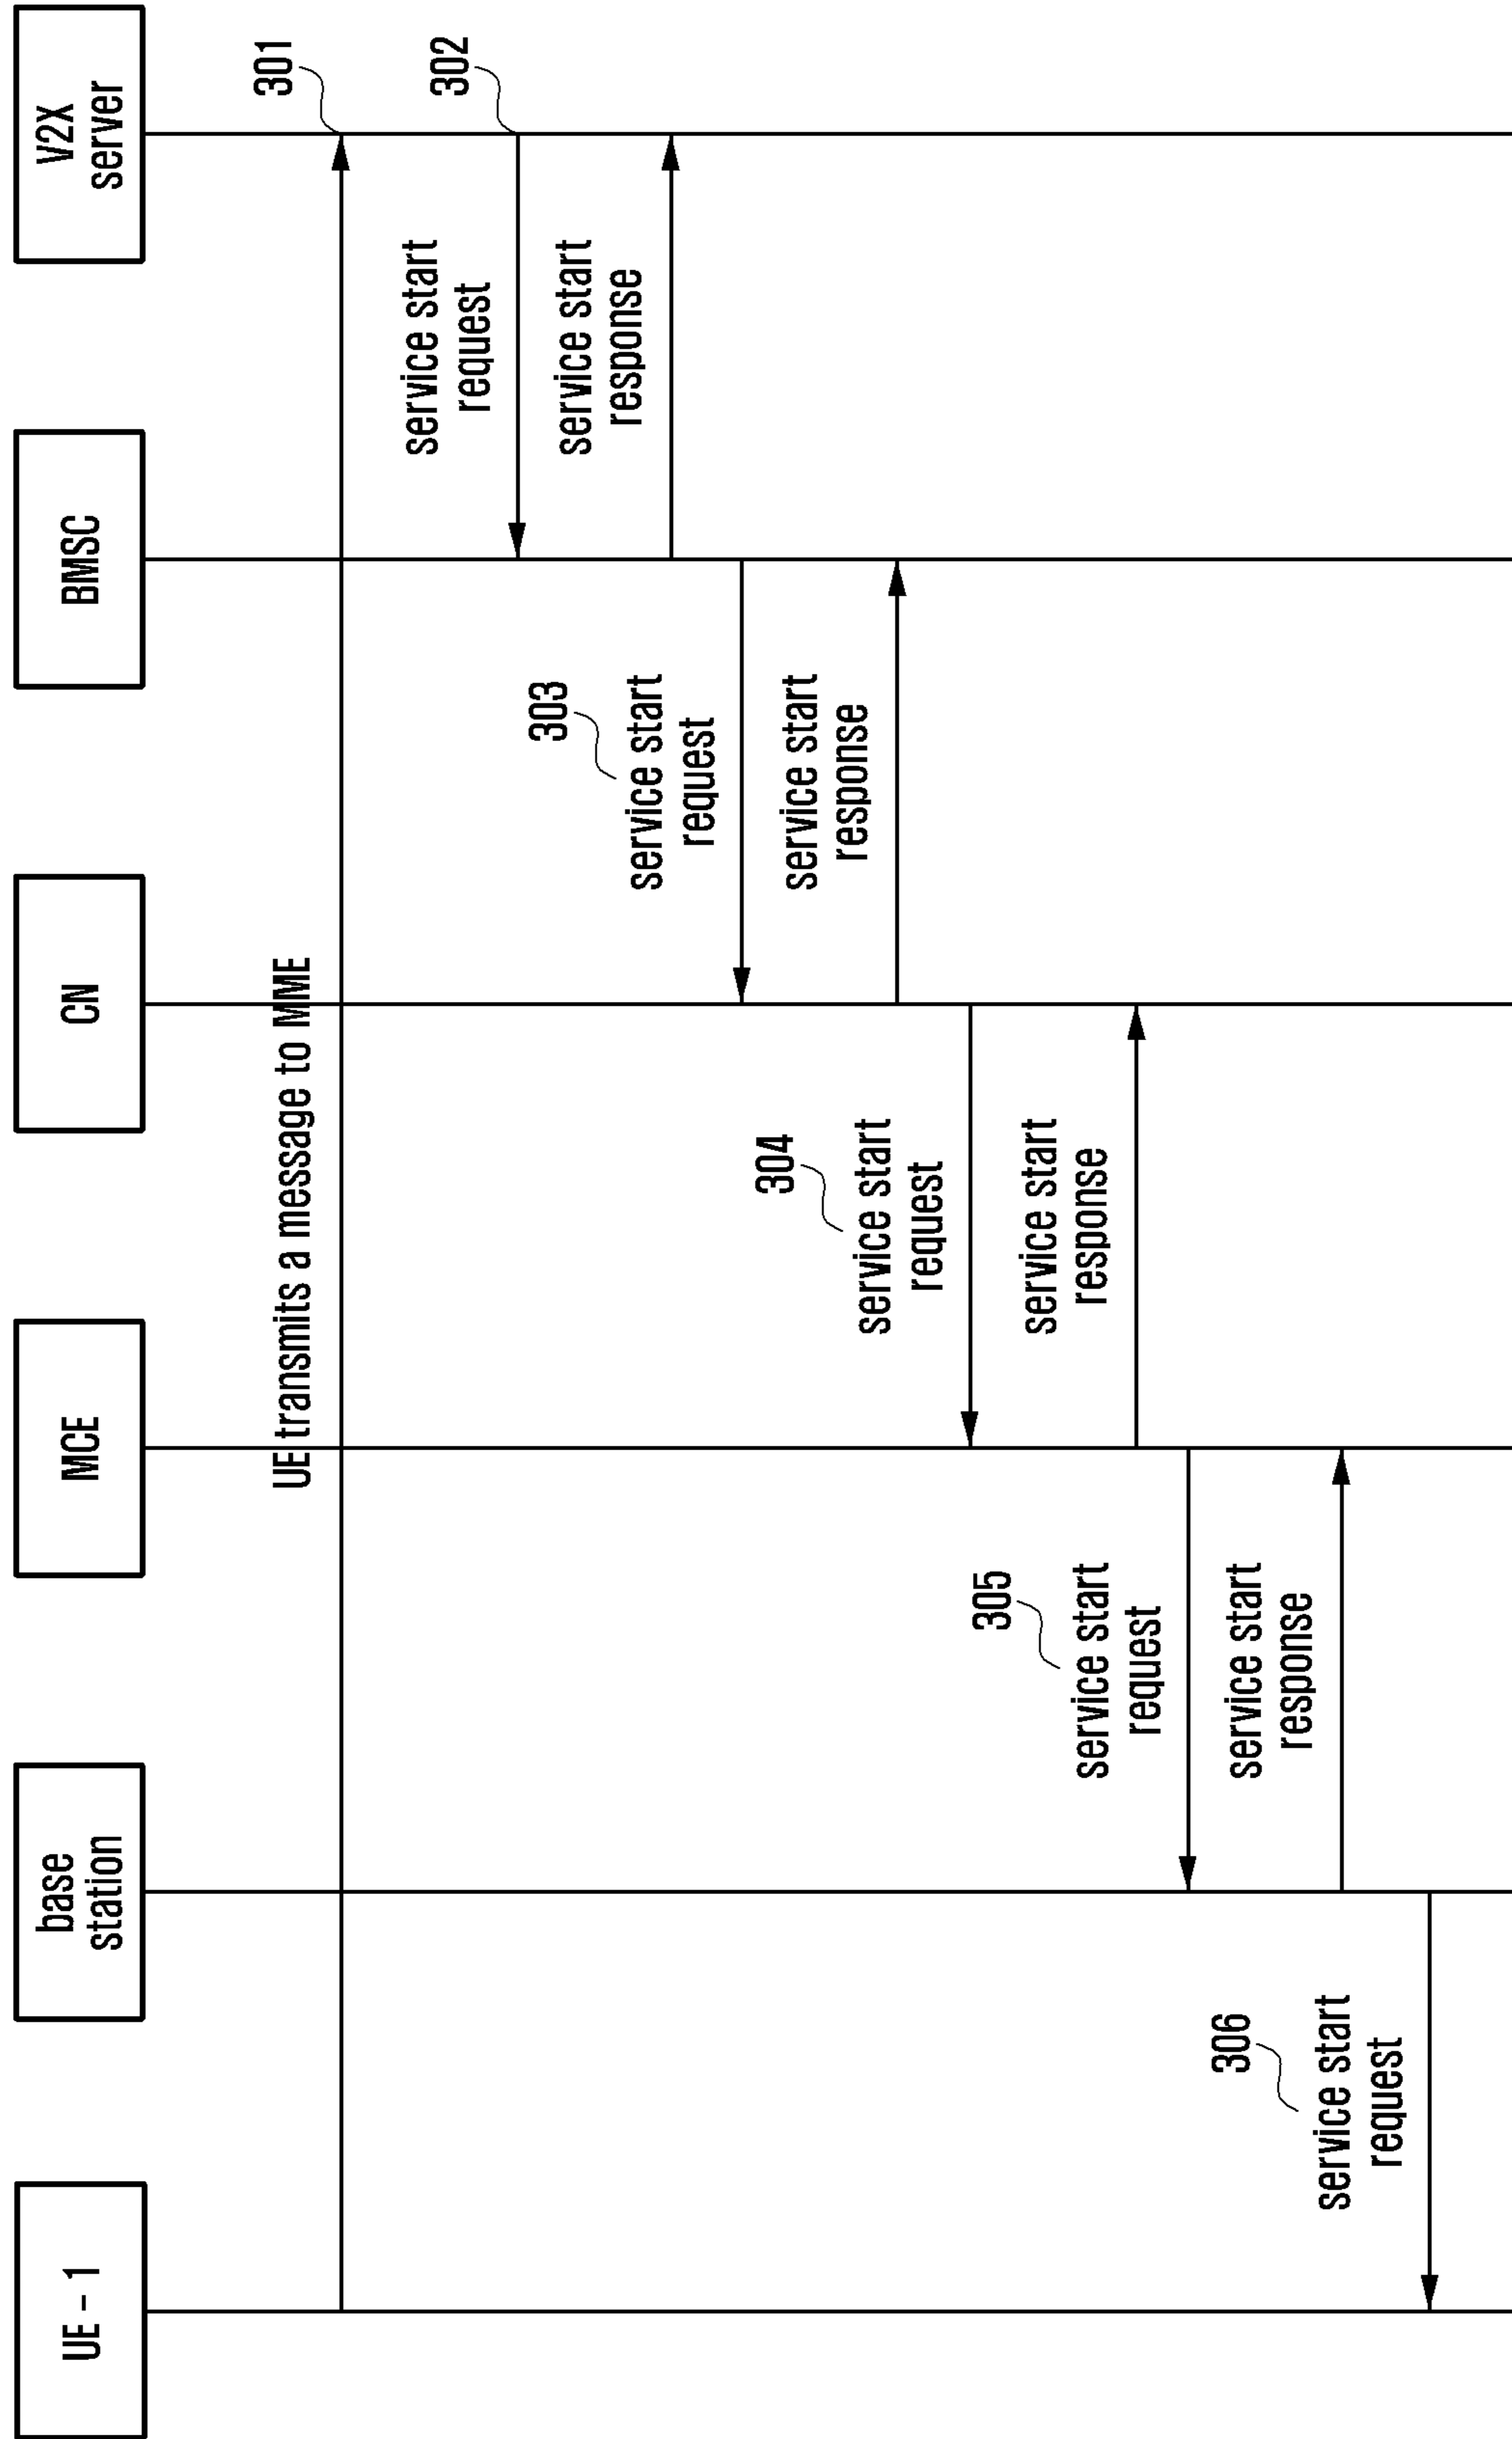 UE – 1
base
station
MCE
CN
BMSC
V2X
server
301
UE transmits a message to MME
302
service start
request
service start
response
303
service start
request
service start
response
304
service start
request
service start
response
305
service start
request
service start
response
306
service start
request